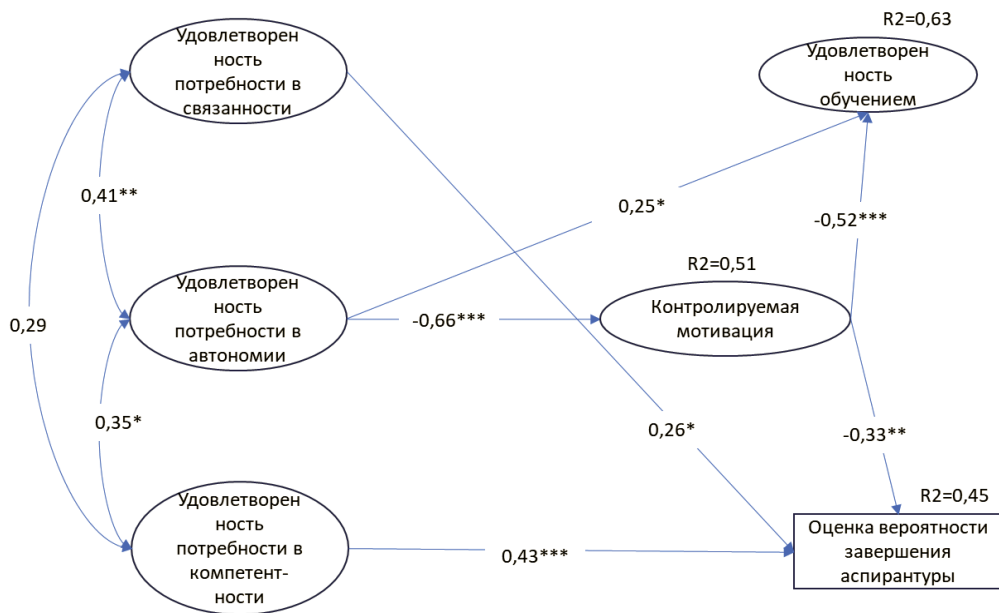 R2=0,63
Удовлетворен
ность
потребности в
связанности
Удовлетворен
ность
обучением
0,41**
0,25*
-0,52***
R2=0,51
Удовлетворен
ность
потребности в
автономии
Контролируемая
мотивация
0,29
-0,66***
0,35*
0,26*
-0,33**
Удовлетворен
ность
потребности в
компетент-
ности
R2=0,45
Оценка вероятности
завершения
аспирантуры
0,43***